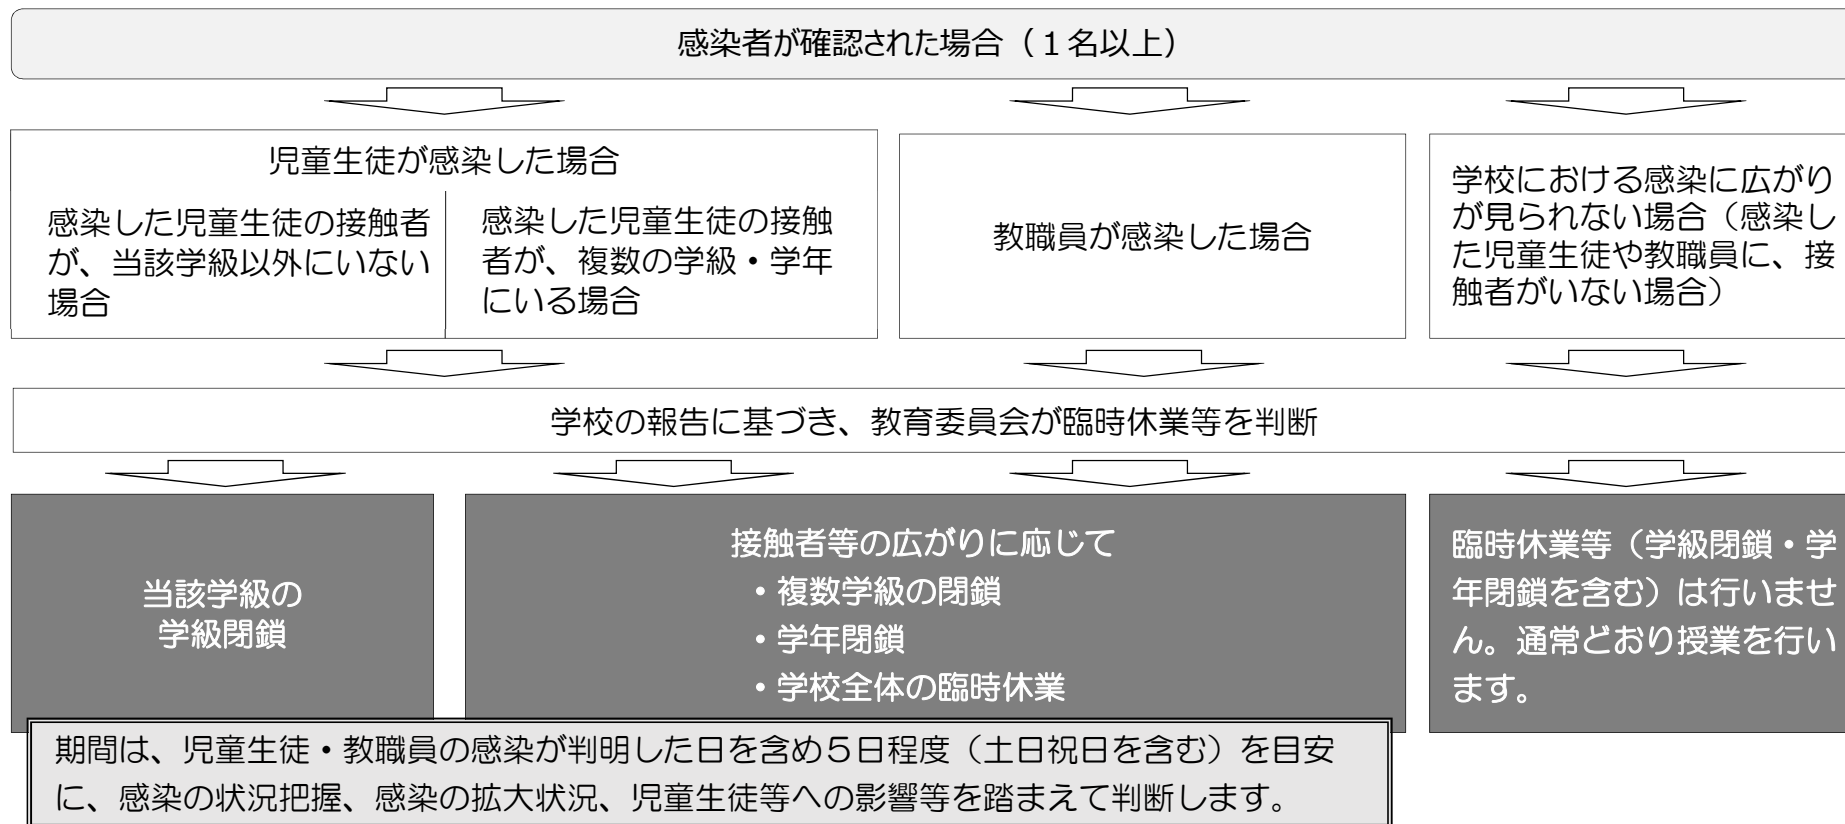 感染者が確認された場合（１名以上）
児童生徒が感染した場合
感染した児童生徒の接触者
が、当該学級以外にいない
場合
感染した児童生徒の接触
者が、複数の学級・学年
にいる場合
教職員が感染した場合
学校における感染に広がり
が見られない場合（感染し
た児童生徒や教職員に、接
触者がいない場合）
学校の報告に基づき、教育委員会が臨時休業等を判断
当該学級の
学級閉鎖
接触者等の広がりに応じて
・複数学級の閉鎖
・学年閉鎖
・学校全体の臨時休業
臨時休業等（学級閉鎖・学
年閉鎖を含む）は行いませ
ん。通常どおり授業を行い
ます。
期間は、児童生徒・教職員の感染が判明した日を含め５日程度（土日祝日を含む）を目安
に、感染の状況把握、感染の拡大状況、児童生徒等への影響等を踏まえて判断します。